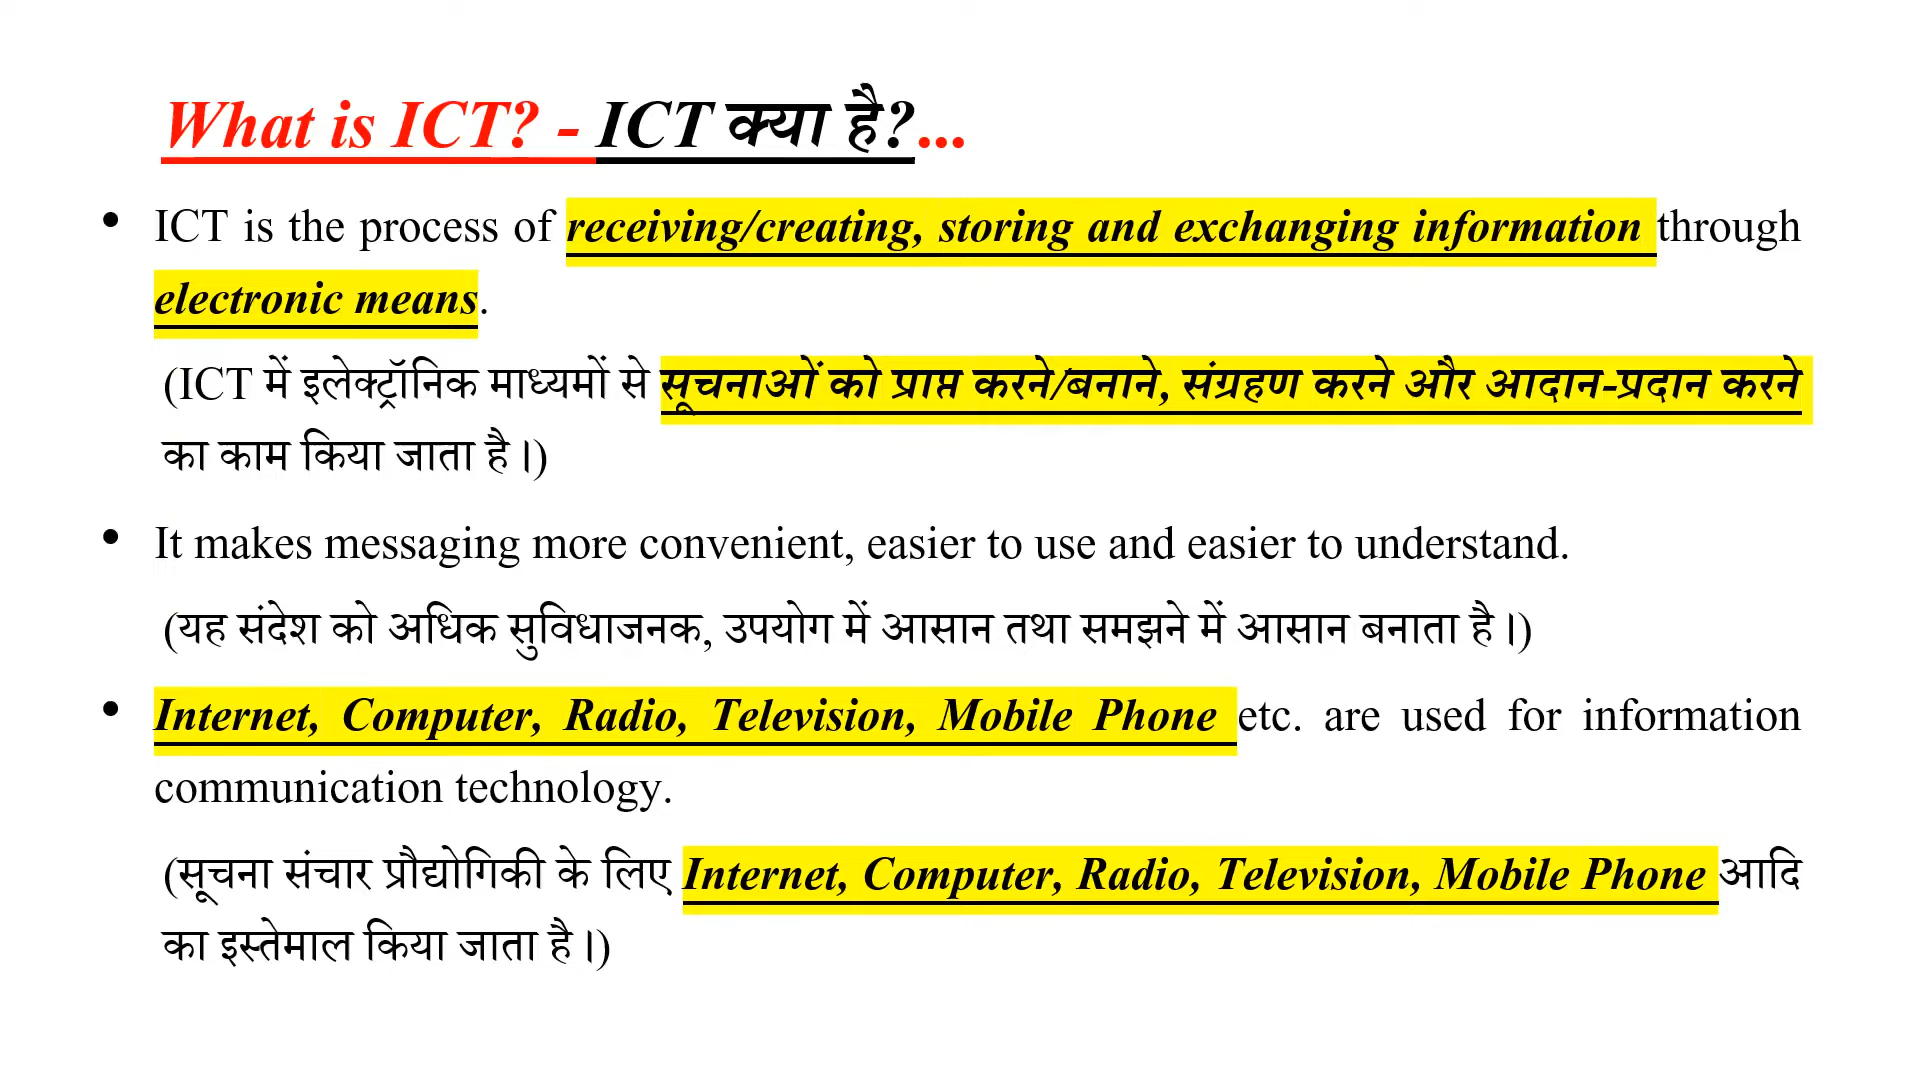 What is ICT? - ICT क्या है?...
• ICT is the process of receiving/creating, storing and exchanging information through
electronic means.
(ICT में इलेक्ट्रॉनिक माध्यमों से सूचनाओं को प्राप्त करने/बनाने, संग्रहण करने और आदान-प्रदान करने
का काम किया जाता है।)
• It makes messaging more convenient, easier to use and easier to understand.
(यह संदेश को अधिक सुविधाजनक, उपयोग में आसान तथा समझने में आसान बनाता है।)
• Internet, Computer, Radio, Television, Mobile Phone etc. are used for information
communication technology.
(सूचना संचार प्रौद्योगिकी के लिए Internet, Computer, Radio, Television, Mobile Phone आदि
का इस्तेमाल किया जाता है।)